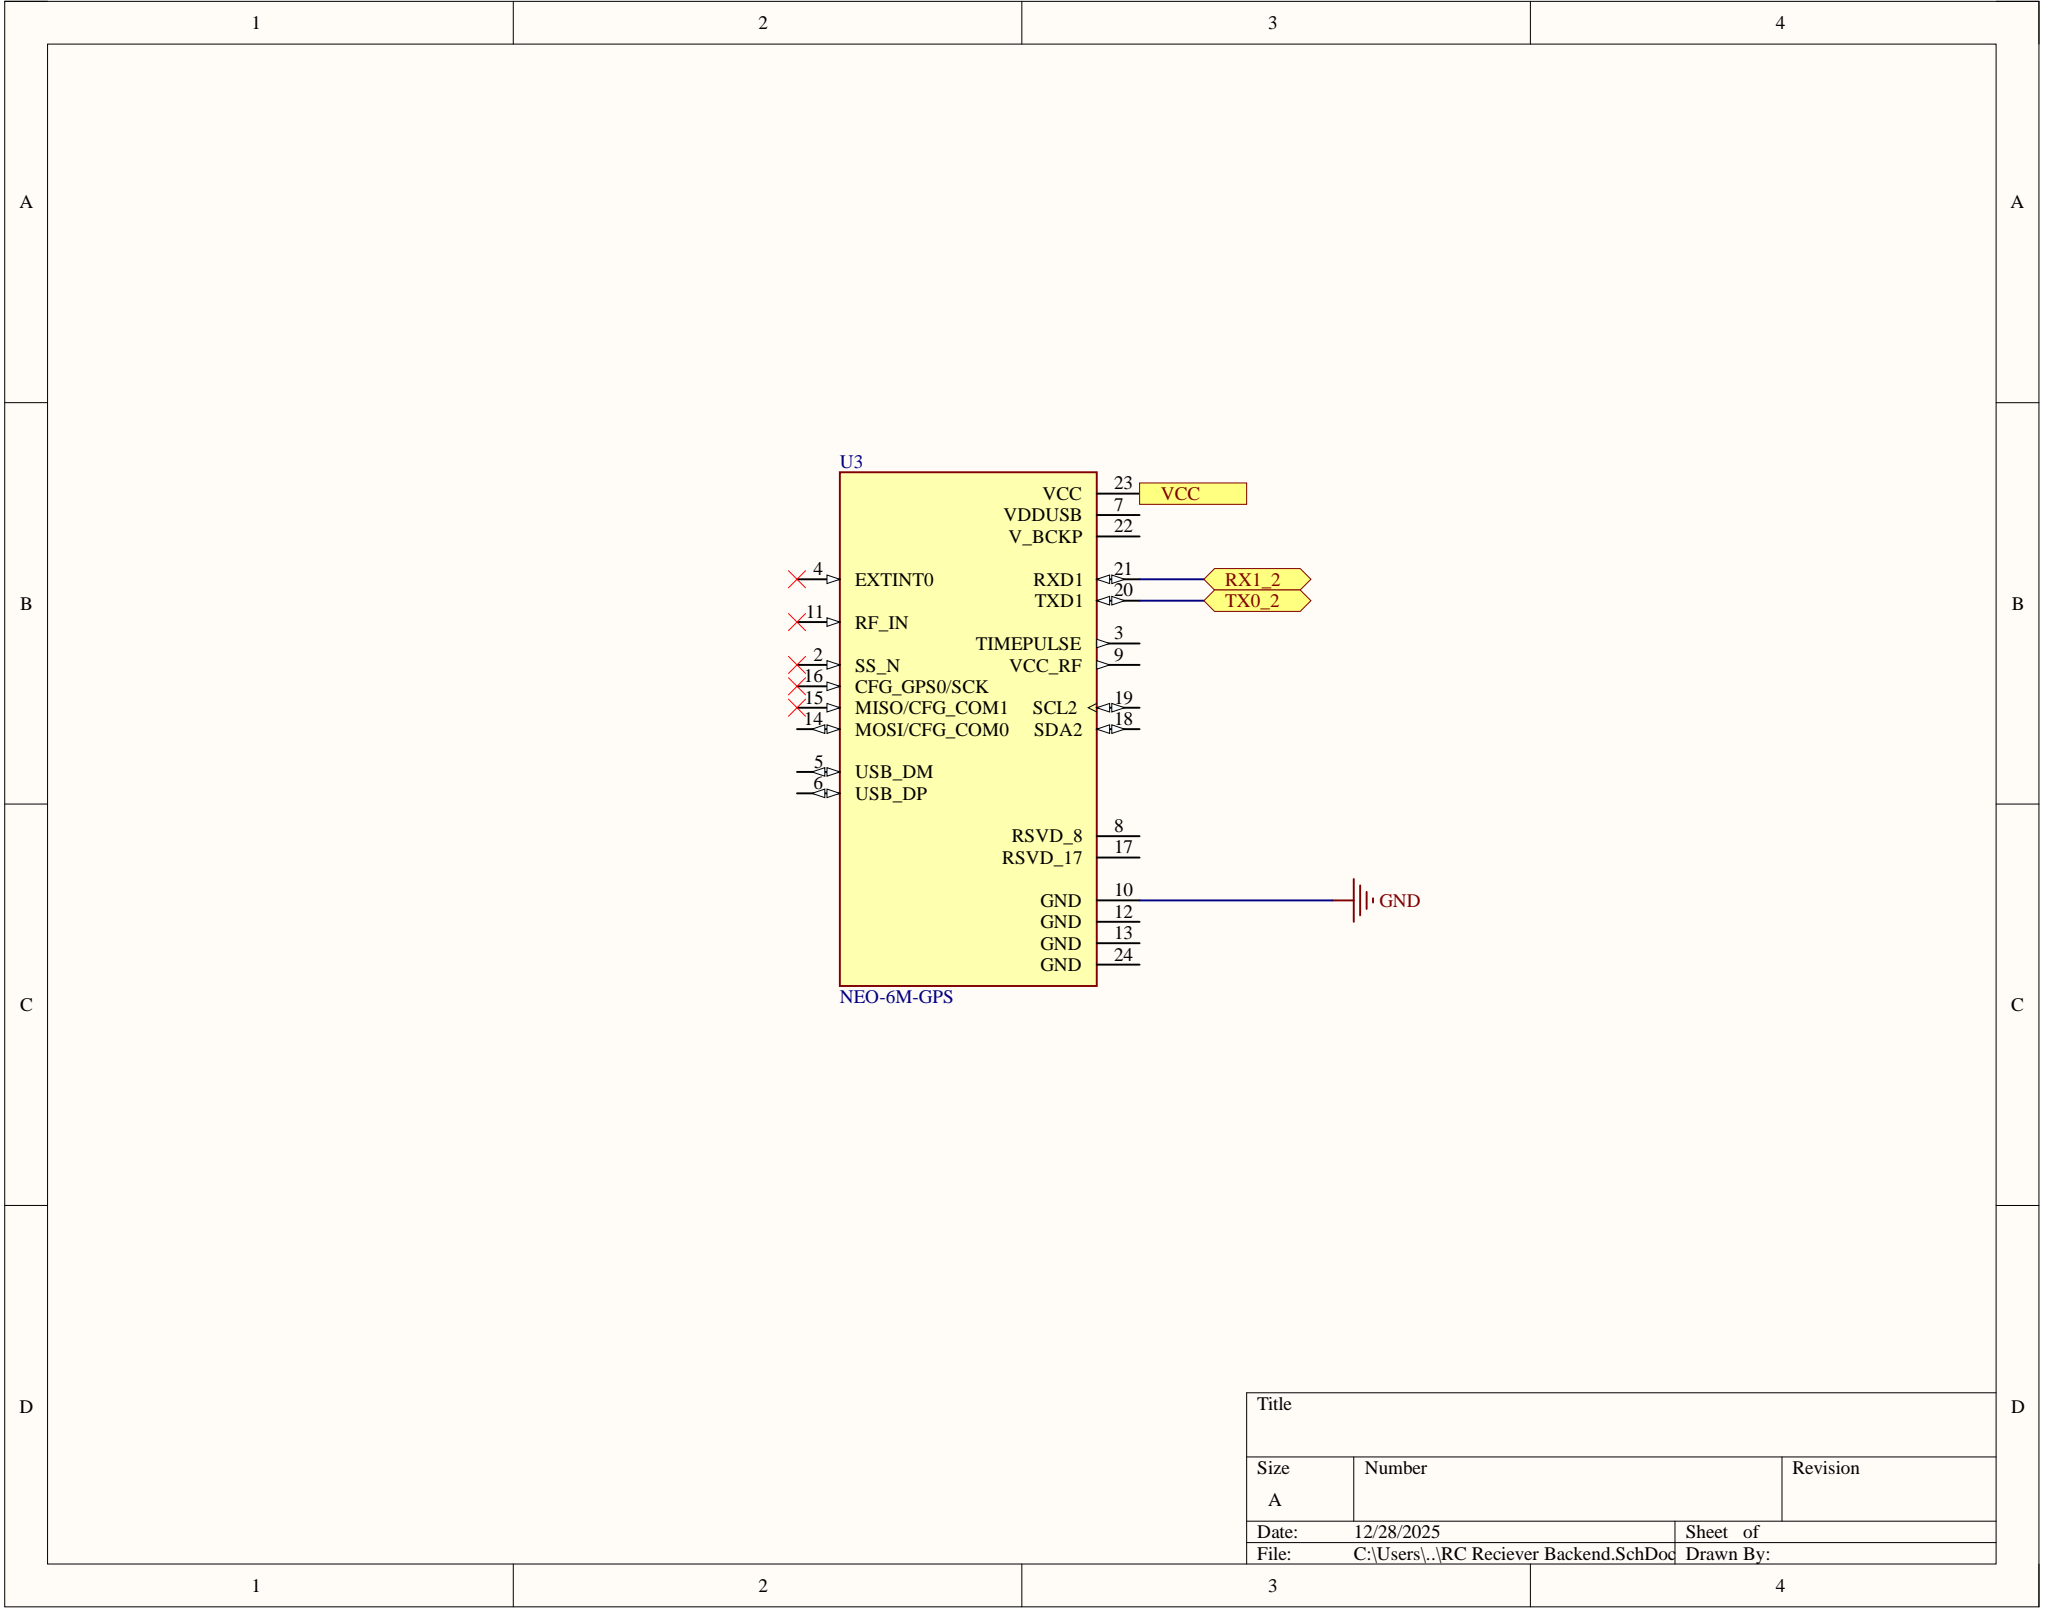 1 2 3 4
A A
U3
VCC 23 VCC
VDDUSB 7
V_BCKP 22
4 EXTINT0 RXD1 21 RX1_2
B TXD1 20 TX0_2 B
11 RF_IN
TIMEPULSE 3
2 SS_N VCC_RF 9
16 CFG_GPS0/SCK
15 MISO/CFG_COM1 SCL2 19
14 MOSI/CFG_COM0 SDA2 18
5 USB_DM
6 USB_DP
RSVD_8 8
RSVD_17 17
GND 10 GND
GND 12
GND 13
GND 24
NEO-6M-GPS
C C
Title
D D
Size Number Revision
A
Date: 12/28/2025 Sheet of
File: C:\Users\..\RC Reciever Backend.SchDoc Drawn By:
1 2 3 4